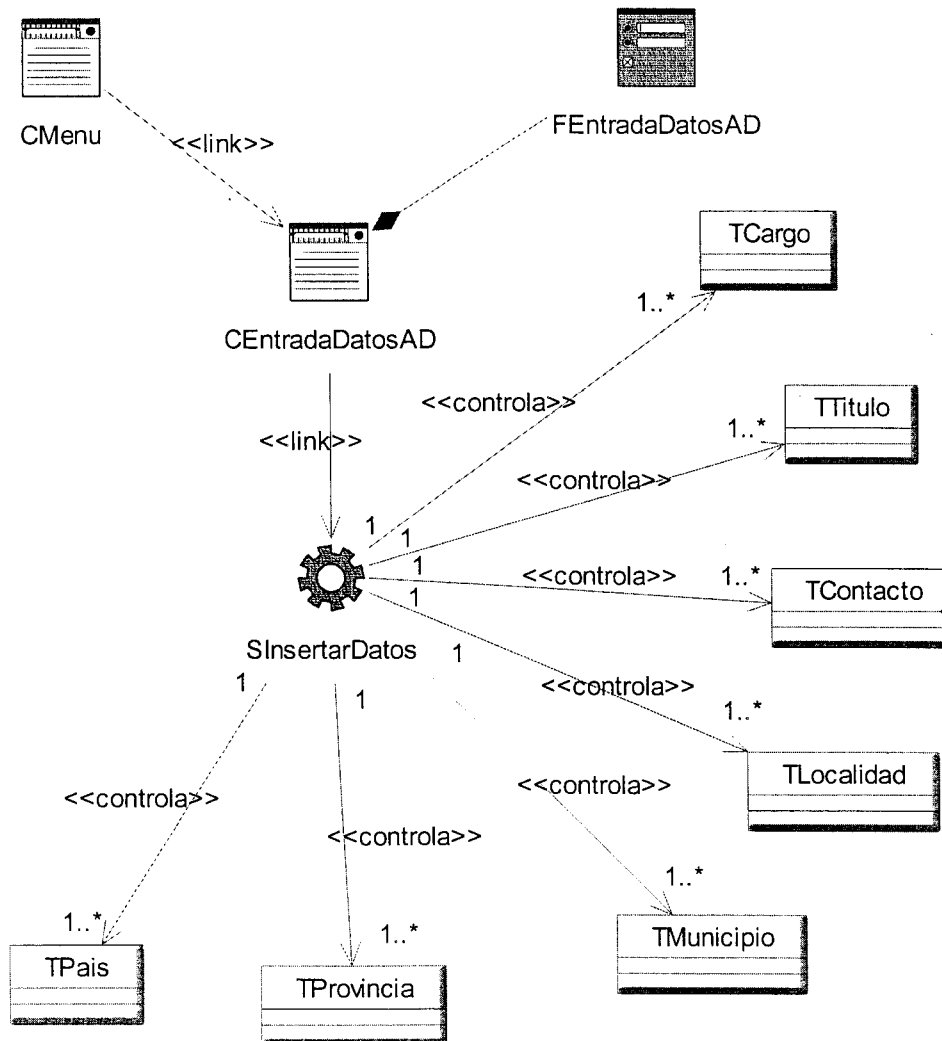 CMenu
<<link>>
FEntradaDatosAD
CEntradaDatosAD
TCargo
1..*
<<controla>>
TTitulo
1..*
<<link>>
<<controla>>
1
1
1
<<controla>>
1..*
TContacto
1
SInsertarDatos
1
<<controla>>
1
1
1..*
TLocalidad
<<controla>>
<<controla>>
<<controla>>
1..*
1..*
1..*
TMunicipio
TPais
TProvincia